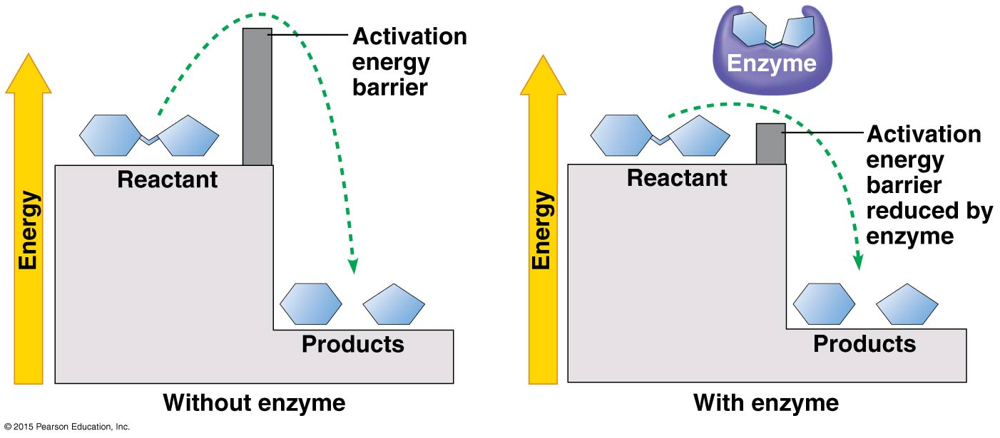 Activation
energy
barrier
Energy
Reactant
Products
Without enzyme
Enzyme
Activation
energy
barrier
reduced by
enzyme
Energy
Reactant
Products
With enzyme
© 2015 Pearson Education, Inc.